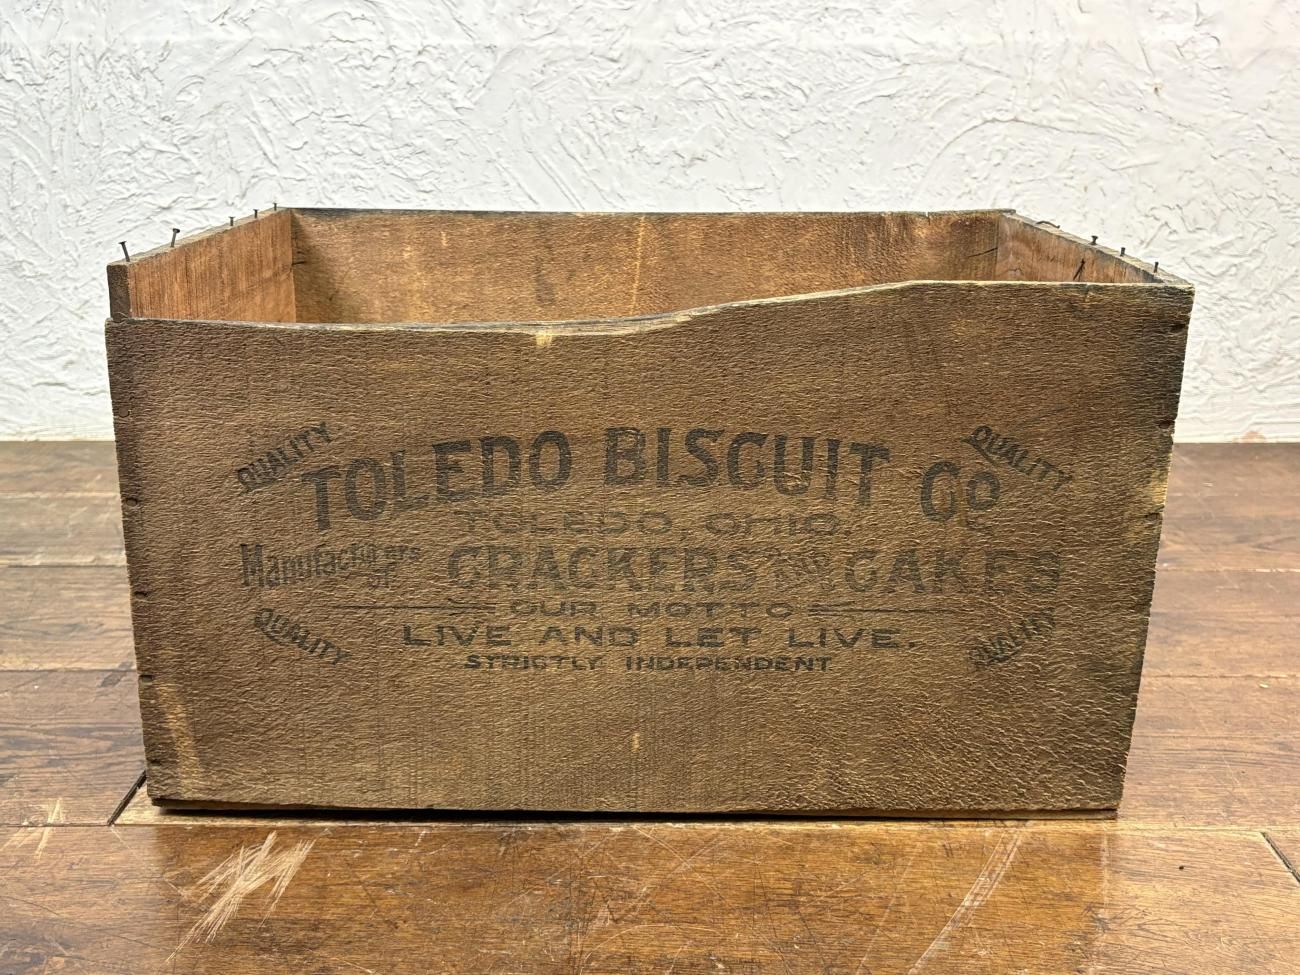 QUALITY QUALITY
TOLEDO BISCUIT Co
TOLEDO, OHIO.
Manufacturers OF CRACKERS AND CAKES
OUR MOTTO
QUALITY QUALITY
LIVE AND LET LIVE.
STRICTLY INDEPENDENT